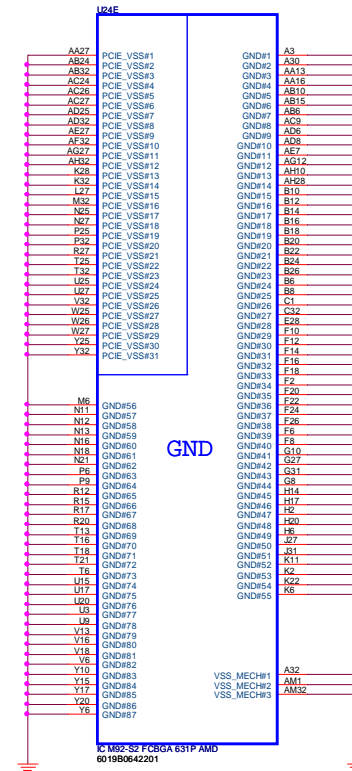 U24E
AA27 PCIE_VSS#1
AB24 PCIE_VSS#2
AB32 PCIE_VSS#3
AC24 PCIE_VSS#4
AC26 PCIE_VSS#5
AC27 PCIE_VSS#6
AD25 PCIE_VSS#7
AD32 PCIE_VSS#8
AE27 PCIE_VSS#9
AF32 PCIE_VSS#10
AG27 PCIE_VSS#11
AH32 PCIE_VSS#12
K28 PCIE_VSS#13
K32 PCIE_VSS#14
L27 PCIE_VSS#15
M32 PCIE_VSS#16
N25 PCIE_VSS#17
N27 PCIE_VSS#18
P25 PCIE_VSS#19
P32 PCIE_VSS#20
R27 PCIE_VSS#21
T25 PCIE_VSS#22
T32 PCIE_VSS#23
U25 PCIE_VSS#24
U27 PCIE_VSS#25
V32 PCIE_VSS#26
W25 PCIE_VSS#27
W26 PCIE_VSS#28
W27 PCIE_VSS#29
Y25 PCIE_VSS#30
Y32 PCIE_VSS#31
M6 GND#56
N11 GND#57
N12 GND#58
N13 GND#59
N16 GND#60
N18 GND#61
N21 GND#62
P6 GND#63
P9 GND#64
R12 GND#65
R15 GND#66
R17 GND#67
R20 GND#68
T13 GND#69
T16 GND#70
T18 GND#71
T21 GND#72
T6 GND#73
U15 GND#74
U17 GND#75
U20 GND#76
U3 GND#77
U9 GND#78
V13 GND#79
V16 GND#80
V18 GND#81
V6 GND#82
Y10 GND#83
Y15 GND#84
Y17 GND#85
Y20 GND#86
Y6 GND#87
GND
GND#1 A3
GND#2 A30
GND#3 AA13
GND#4 AA16
GND#5 AB10
GND#6 AB15
GND#7 AB6
GND#8 AC9
GND#9 AD6
GND#10 AD8
GND#11 AE7
GND#12 AG12
GND#13 AH10
GND#14 AH28
GND#15 B10
GND#16 B12
GND#17 B14
GND#18 B16
GND#19 B18
GND#20 B20
GND#21 B22
GND#22 B24
GND#23 B26
GND#24 B6
GND#25 B8
GND#26 C1
GND#27 C32
GND#28 E28
GND#29 F10
GND#30 F12
GND#31 F14
GND#32 F16
GND#33 F18
GND#34 F2
GND#35 F20
GND#36 F22
GND#37 F24
GND#38 F26
GND#39 F6
GND#40 F8
GND#41 G10
GND#42 G27
GND#43 G31
GND#44 G8
GND#45 H14
GND#46 H17
GND#47 H2
GND#48 H20
GND#49 H6
GND#50 J27
GND#51 J31
GND#52 K11
GND#53 K2
GND#54 K22
GND#55 K6
VSS_MECH#1 A32
VSS_MECH#2 AM1
VSS_MECH#3 AM32
IC M92-S2 FCBGA 631P AMD
6019B0642201